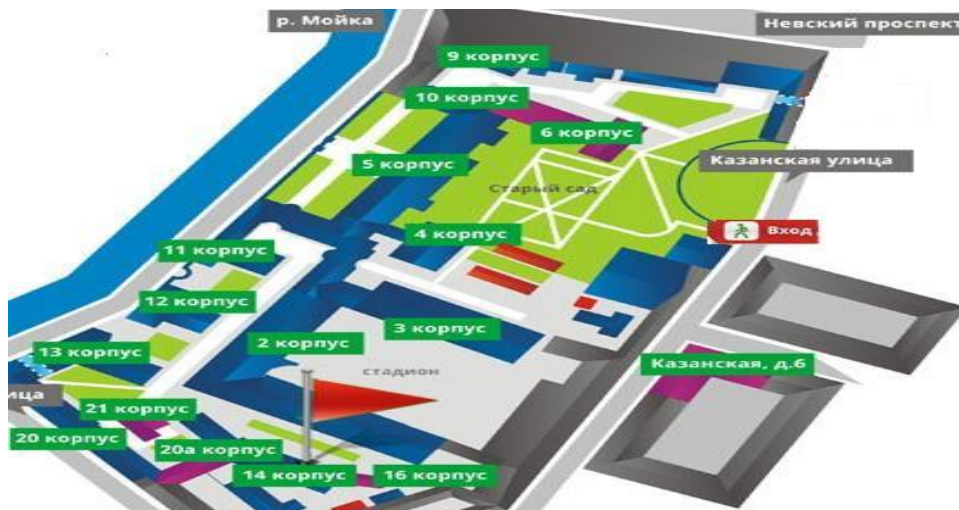 р. Мойка
Невский проспект
9 корпус
10 корпус
6 корпус
5 корпус
Казанская улица
Старый сад
4 корпус
Вход
11 корпус
12 корпус
3 корпус
2 корпус
13 корпус
Казанская, д.6
стадион
ица
21 корпус
20 корпус
20а корпус
14 корпус
16 корпус